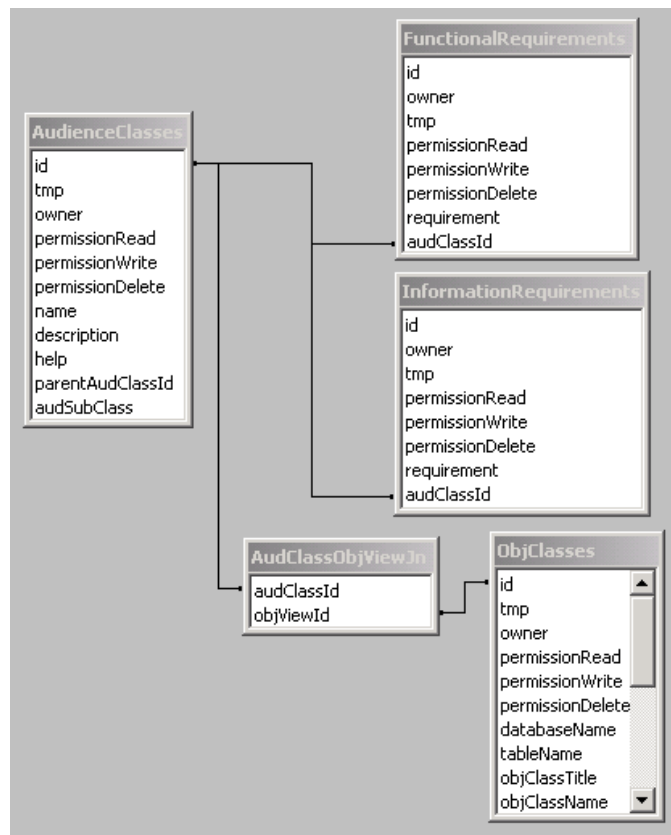 FunctionalRequirements
id
owner
tmp
permissionRead
permissionWrite
permissionDelete
requirement
audClassId
AudienceClasses
id
tmp
owner
permissionRead
permissionWrite
permissionDelete
name
description
help
parentAudClassId
audSubClass
InformationRequirements
id
owner
tmp
permissionRead
permissionWrite
permissionDelete
requirement
audClassId
AudClassObjViewJn
audClassId
objViewId
ObjClasses
id
tmp
owner
permissionRead
permissionWrite
permissionDelete
databaseName
tableName
objClassTitle
objClassName